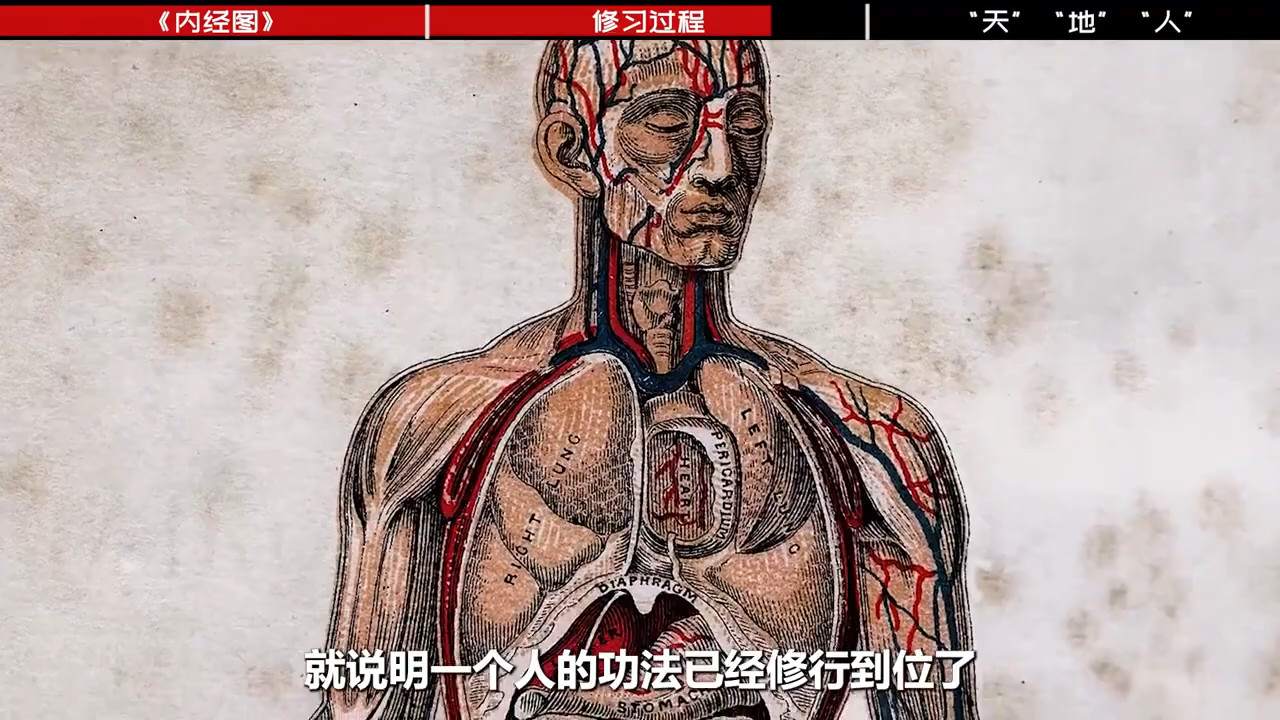 《内经图》
修习过程
“天” “地” “人”
RIGHT LUNG
LEFT LUNG
PERICARDIUM
HEART
DIAPHRAGM
就说明一个人的功法已经修行到位了